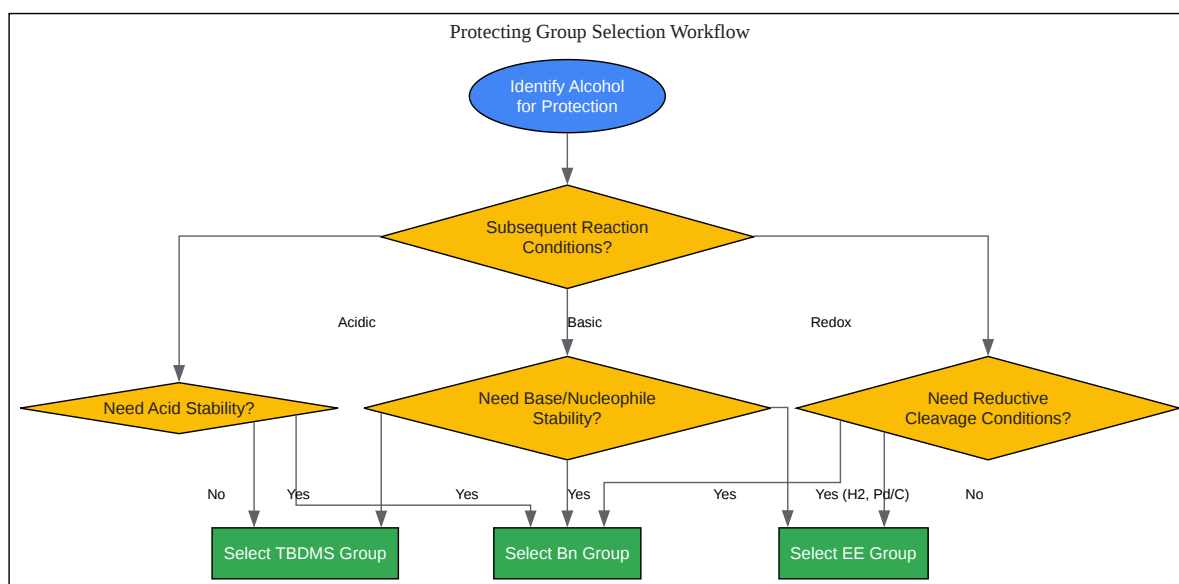 Protecting Group Selection Workflow
Identify Alcohol
for Protection
Subsequent Reaction
Conditions?
Acidic
Basic
Redox
Need Acid Stability?
Need Base/Nucleophile
Stability?
Need Reductive
Cleavage Conditions?
No
Yes
Yes
Yes
Yes
Yes (H2, Pd/C)
No
Select TBDMS Group
Select Bn Group
Select EE Group